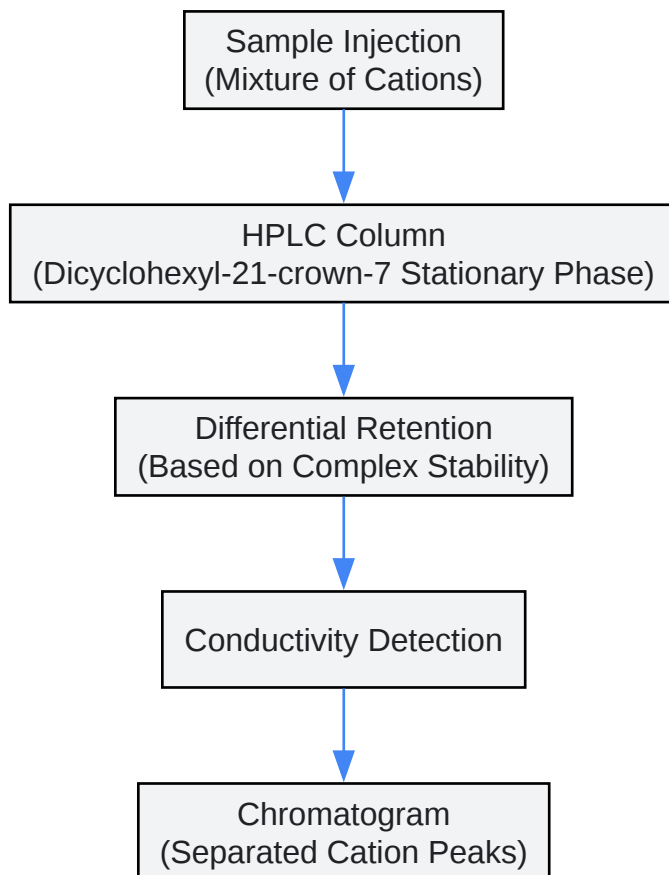 Sample Injection
(Mixture of Cations)
HPLC Column
(Dicyclohexyl-21-crown-7 Stationary Phase)
Differential Retention
(Based on Complex Stability)
Conductivity Detection
Chromatogram
(Separated Cation Peaks)